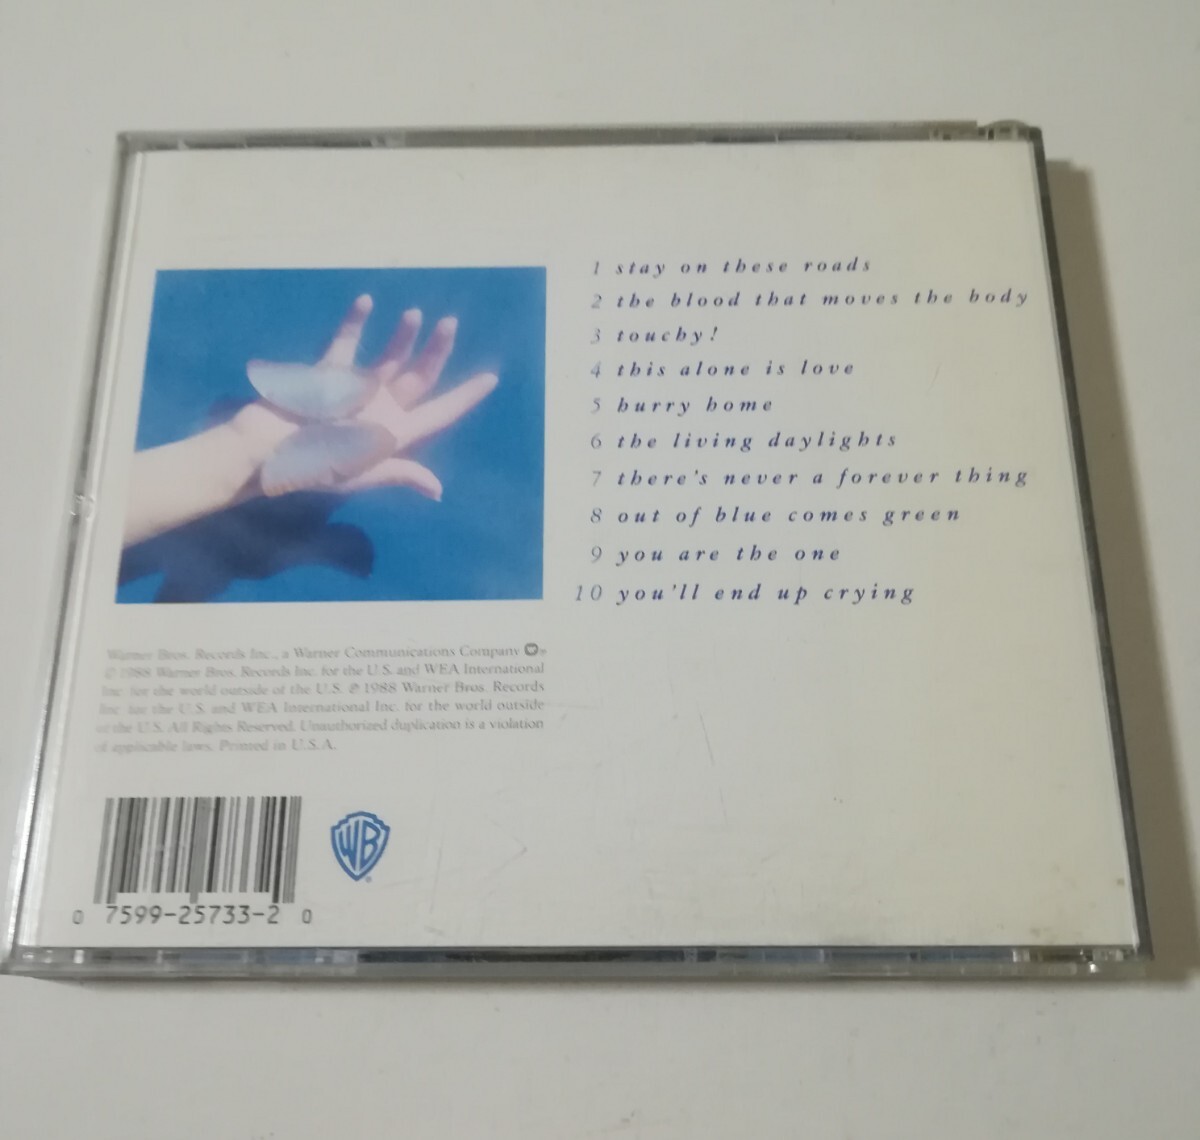 1 stay on these roads
2 the blood that moves the body
3 touchy!
4 this alone is love
5 hurry home
6 the living daylights
7 there's never a forever thing
8 out of blue comes green
9 you are the one
10 you'll end up crying
Warner Bros. Records Inc., a Warner Communications Company
© 1988 Warner Bros. Records Inc. for the U.S. and WEA International
Inc. for the world outside of the U.S. ℗ 1988 Warner Bros. Records
Inc. for the U.S. and WEA International Inc. for the world outside
of the U.S. All Rights Reserved. Unauthorized duplication is a violation
of applicable laws. Printed in U.S.A.
0 7599-25733-2 0
WB®